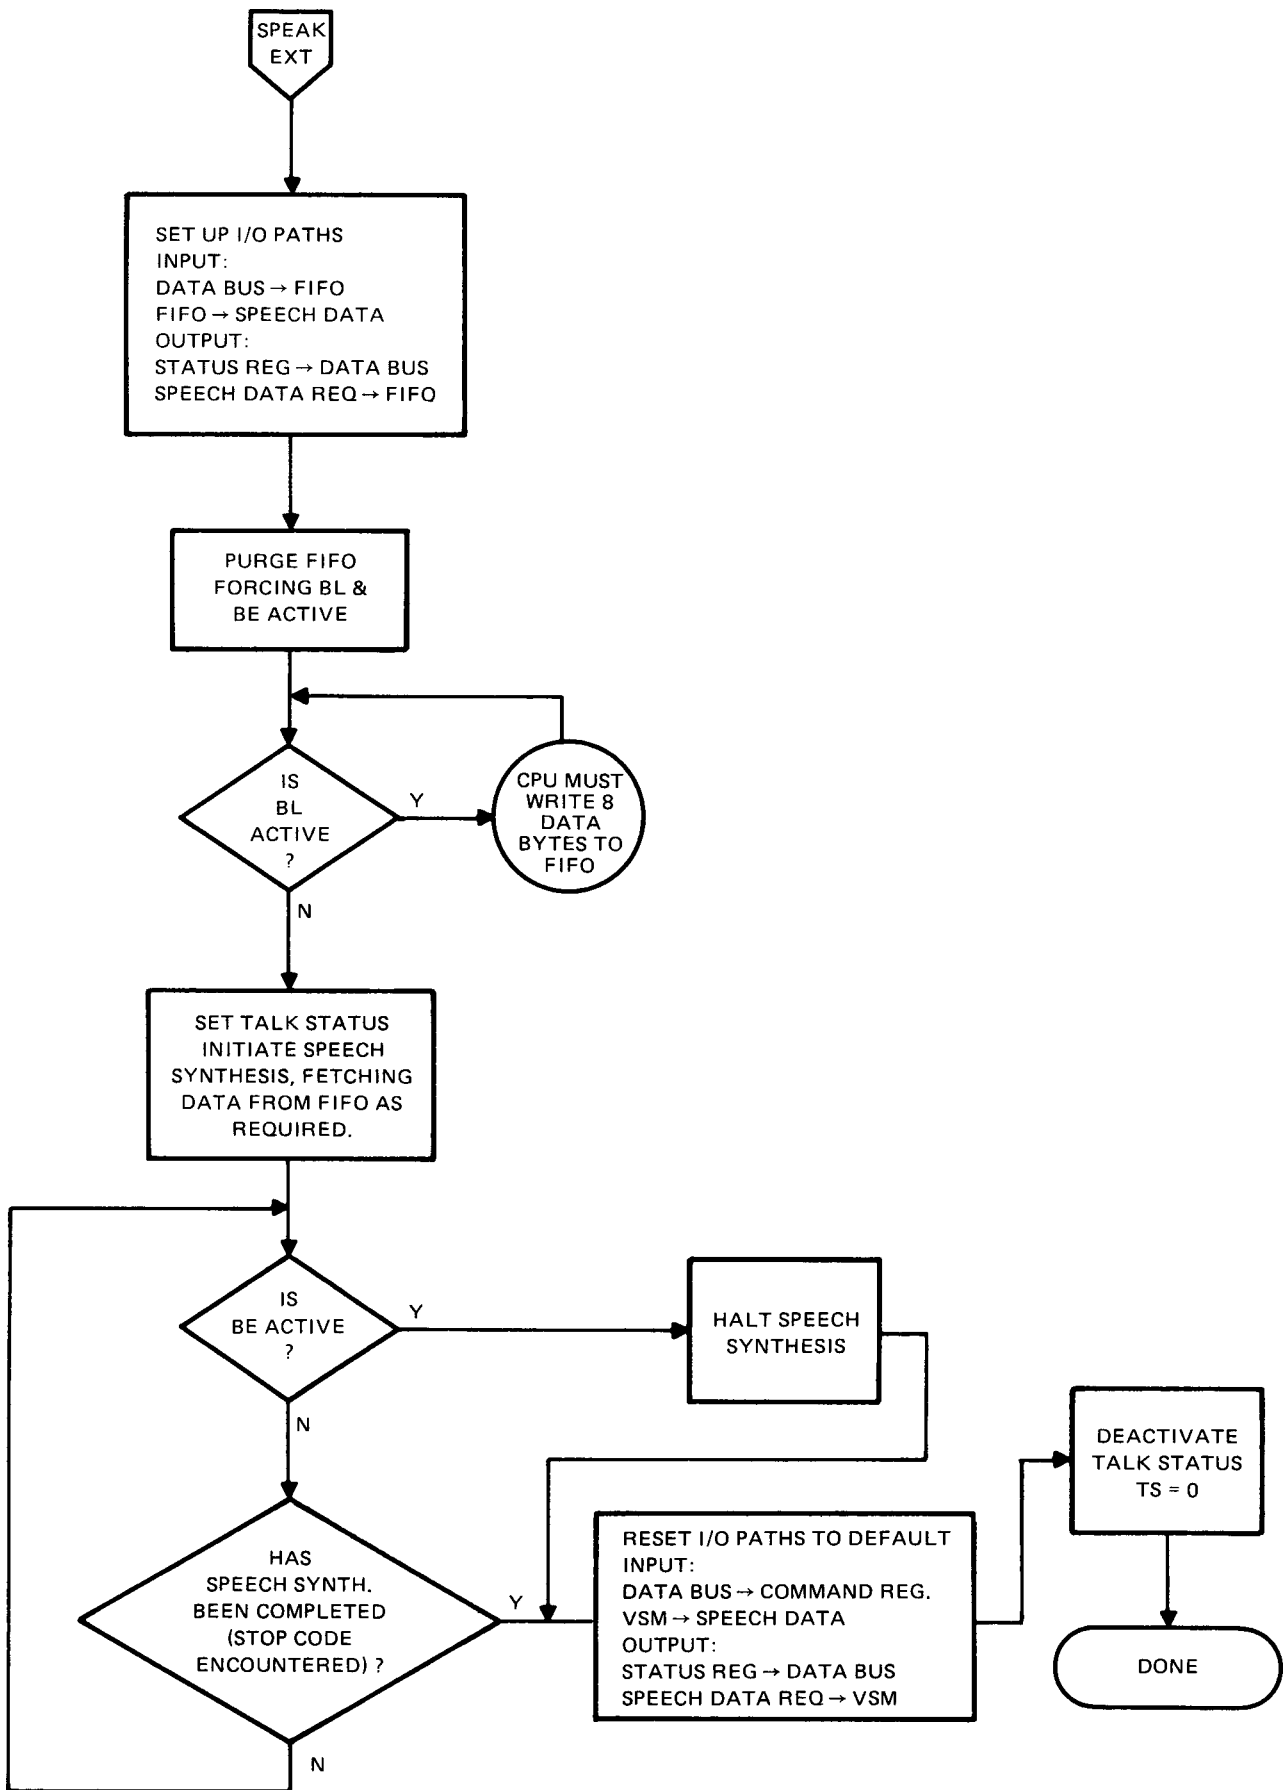 SPEAK
EXT
SET UP I/O PATHS
INPUT:
DATA BUS → FIFO
FIFO → SPEECH DATA
OUTPUT:
STATUS REG → DATA BUS
SPEECH DATA REQ → FIFO
PURGE FIFO
FORCING BL &
BE ACTIVE
IS
BL
ACTIVE
?
Y
CPU MUST
WRITE 8
DATA
BYTES TO
FIFO
N
SET TALK STATUS
INITIATE SPEECH
SYNTHESIS, FETCHING
DATA FROM FIFO AS
REQUIRED.
IS
BE ACTIVE
?
Y
HALT SPEECH
SYNTHESIS
N
HAS
SPEECH SYNTH.
BEEN COMPLETED
(STOP CODE
ENCOUNTERED) ?
Y
N
RESET I/O PATHS TO DEFAULT
INPUT:
DATA BUS → COMMAND REG.
VSM → SPEECH DATA
OUTPUT:
STATUS REG → DATA BUS
SPEECH DATA REQ → VSM
DEACTIVATE
TALK STATUS
TS = 0
DONE